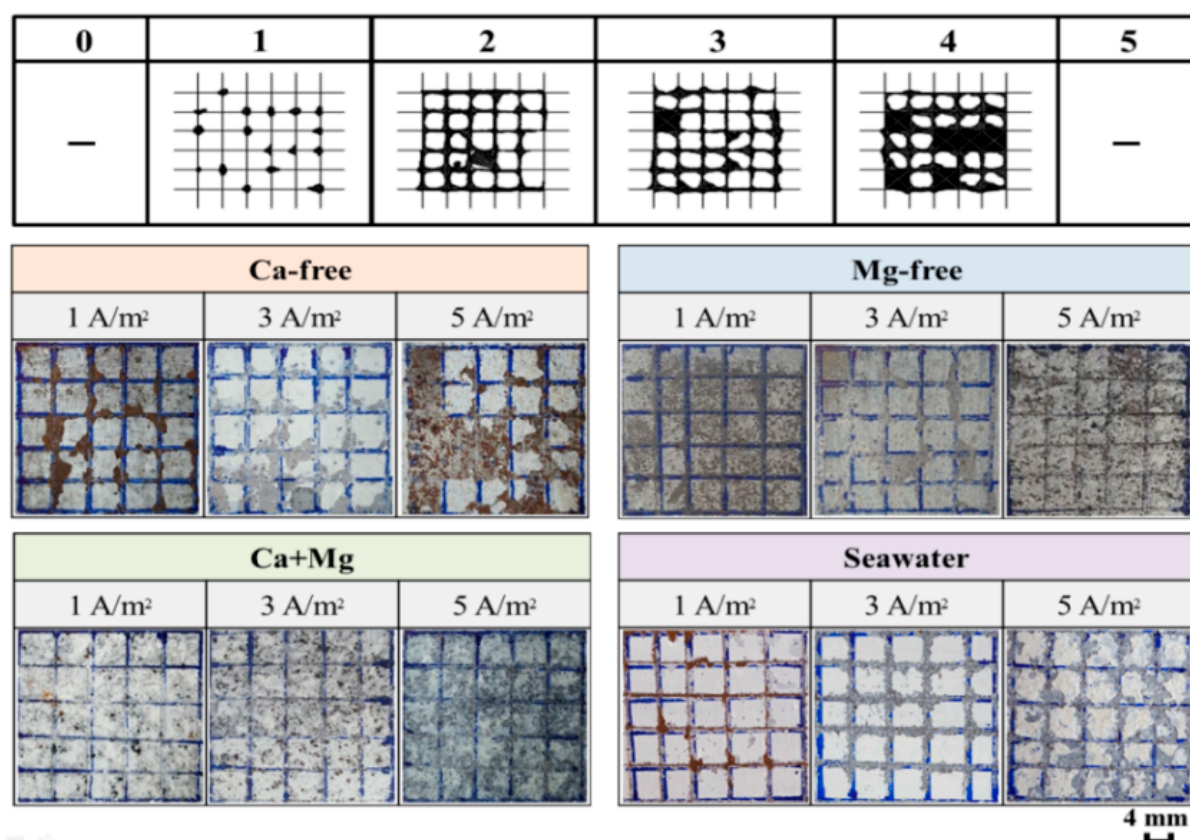 0 1 2 3 4 5
— —
Ca-free Mg-free
1 A/m² 3 A/m² 5 A/m² 1 A/m² 3 A/m² 5 A/m²
Ca+Mg Seawater
1 A/m² 3 A/m² 5 A/m² 1 A/m² 3 A/m² 5 A/m²
4 mm